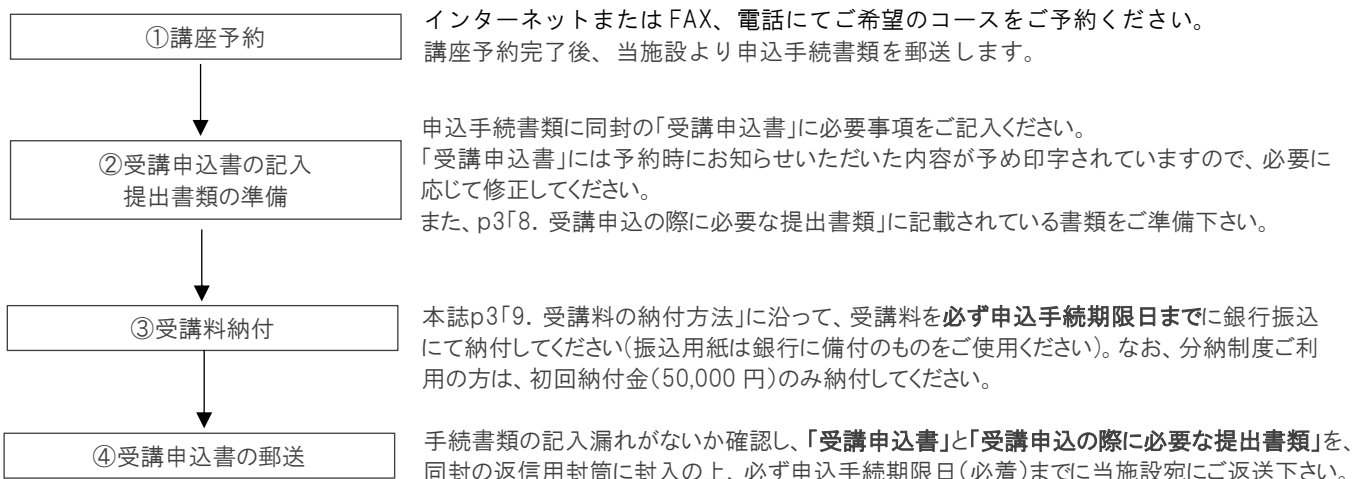 ①講座予約
インターネットまたはFAX、電話にてご希望のコースをご予約ください。
講座予約完了後、当施設より申込手続書類を郵送します。
②受講申込書の記入
提出書類の準備
申込手続書類に同封の「受講申込書」に必要事項をご記入ください。
「受講申込書」には予約時にお知らせいただいた内容が予め印字されていますので、必要に
応じて修正してください。
また、p3「8．受講申込の際に必要な提出書類」に記載されている書類をご準備下さい。
③受講料納付
本誌p3「9．受講料の納付方法」に沿って、受講料を必ず申込手続期限日までに銀行振込
にて納付してください（振込用紙は銀行に備付のものをご使用ください）。なお、分納制度ご利
用の方は、初回納付金（50,000 円）のみ納付してください。
④受講申込書の郵送
手続書類の記入漏れがないか確認し、「受講申込書」と「受講申込の際に必要な提出書類」を、
同封の返信用封筒に封入の上、必ず申込手続期限日（必着）までに当施設宛にご返送下さい。